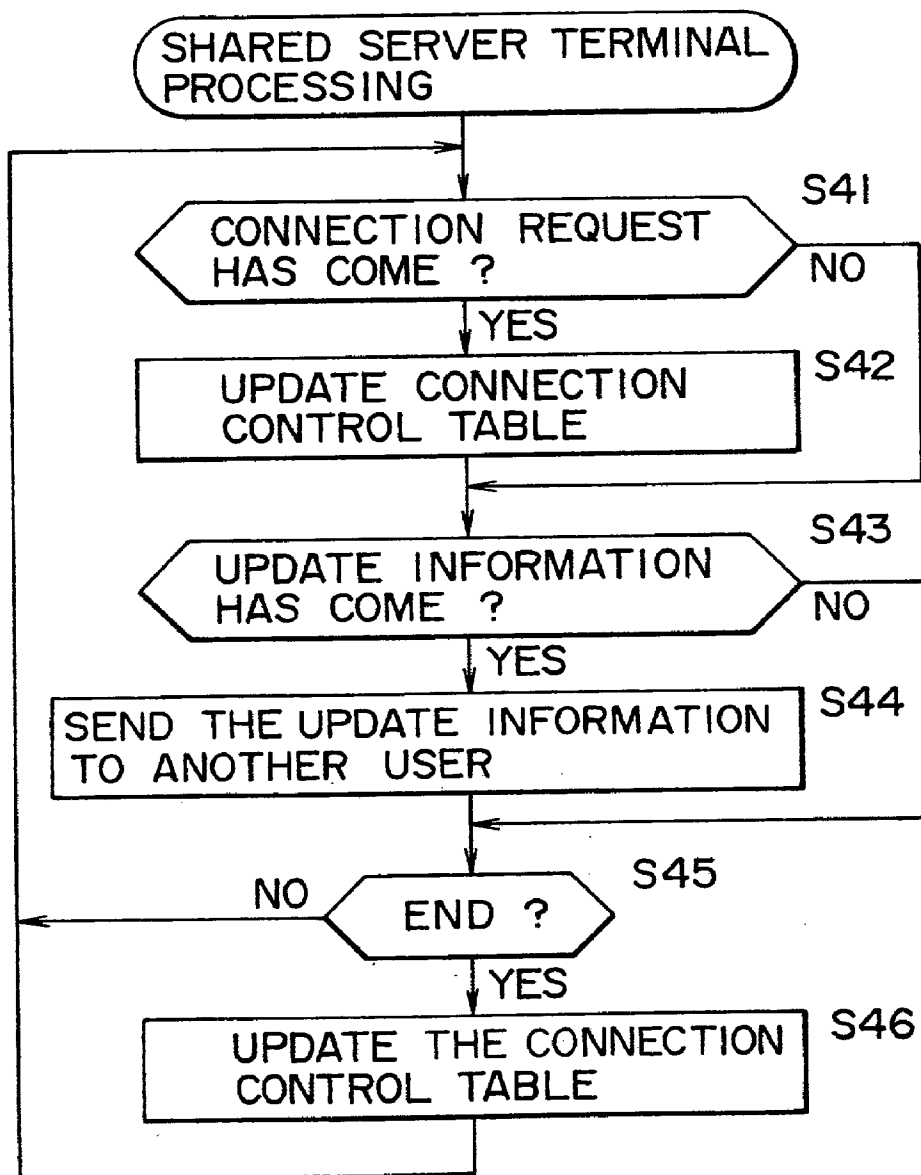 SHARED SERVER TERMINAL
PROCESSING
S41
CONNECTION REQUEST
HAS COME ?
NO
YES
S42
UPDATE CONNECTION
CONTROL TABLE
S43
UPDATE INFORMATION
HAS COME ?
NO
YES
S44
SEND THE UPDATE INFORMATION
TO ANOTHER USER
S45
NO
END ?
YES
S46
UPDATE THE CONNECTION
CONTROL TABLE